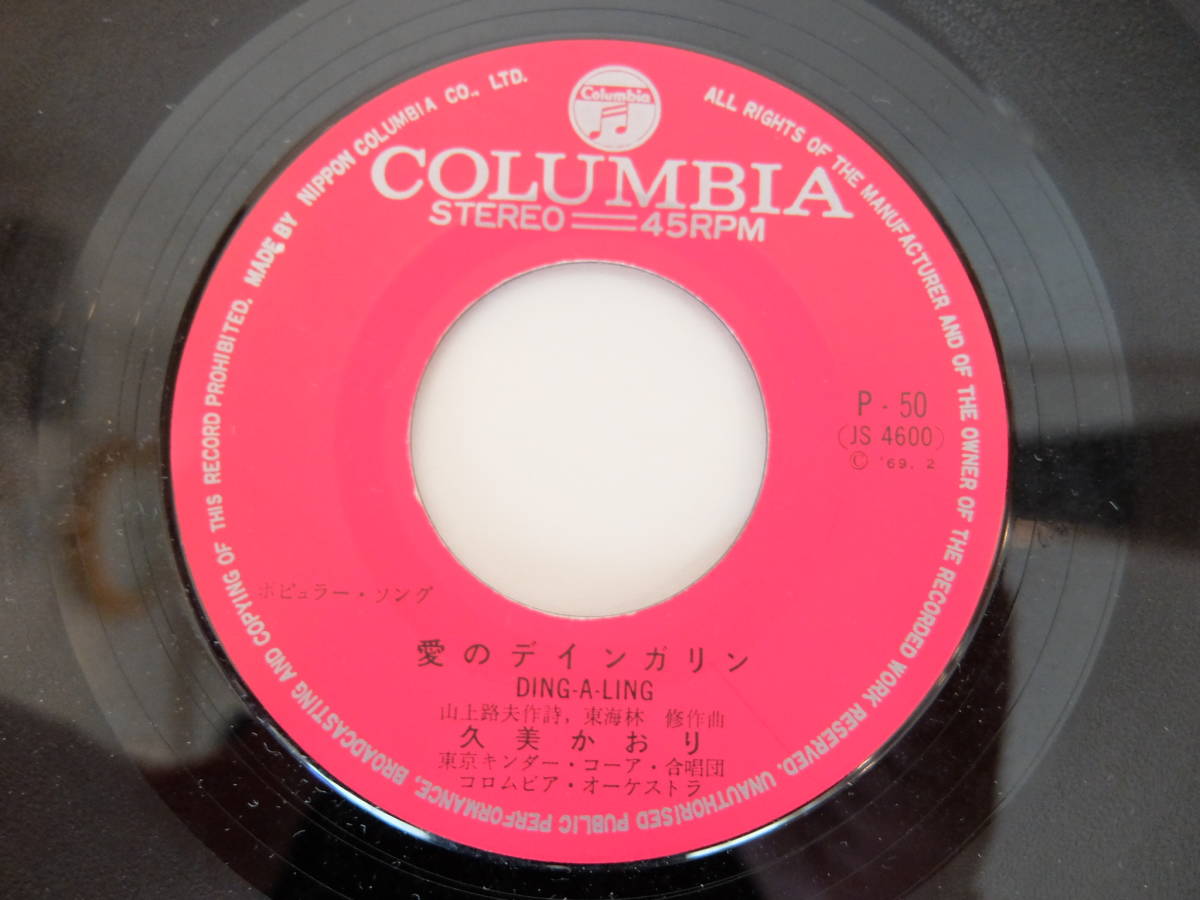 Columbia
COLUMBIA
STEREO 45RPM
P - 50
(JS 4600)
© '69. 2
ポピュラー・ソング
愛のデインガリン
DING-A-LING
山上路夫作詩, 東海林 修作曲
久美かおり
東京キンダー・コーア・合唱団
コロムビア・オーケストラ
ALL RIGHTS OF THE MANUFACTURER AND OF THE OWNER OF THE RECORDED WORK RESERVED. UNAUTHORISED PUBLIC PERFORMANCE, BROADCASTING AND COPYING OF THIS RECORD PROHIBITED. MADE BY NIPPON COLUMBIA CO., LTD.